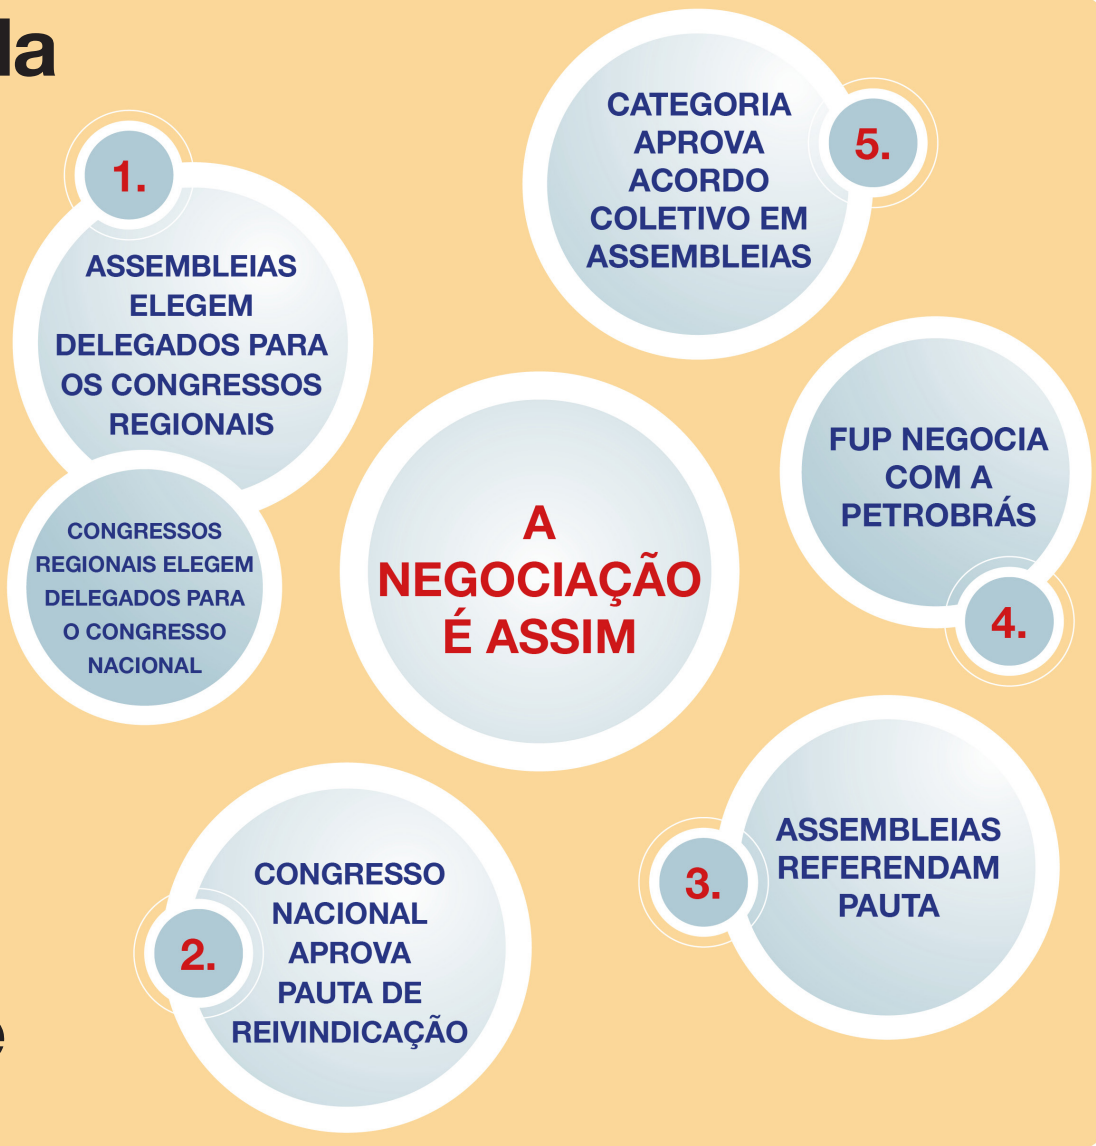 la
1.
ASSEMBLEIAS
ELEGEM
DELEGADOS PARA
OS CONGRESSOS
REGIONAIS
CONGRESSOS
REGIONAIS ELEGEM
DELEGADOS PARA
O CONGRESSO
NACIONAL
A
NEGOCIAÇÃO
É ASSIM
2.
CONGRESSO
NACIONAL
APROVA
PAUTA DE
REIVINDICAÇÃO
3.
ASSEMBLEIAS
REFERENDAM
PAUTA
4.
FUP NEGOCIA
COM A
PETROBRÁS
5.
CATEGORIA
APROVA
ACORDO
COLETIVO EM
ASSEMBLEIAS
e